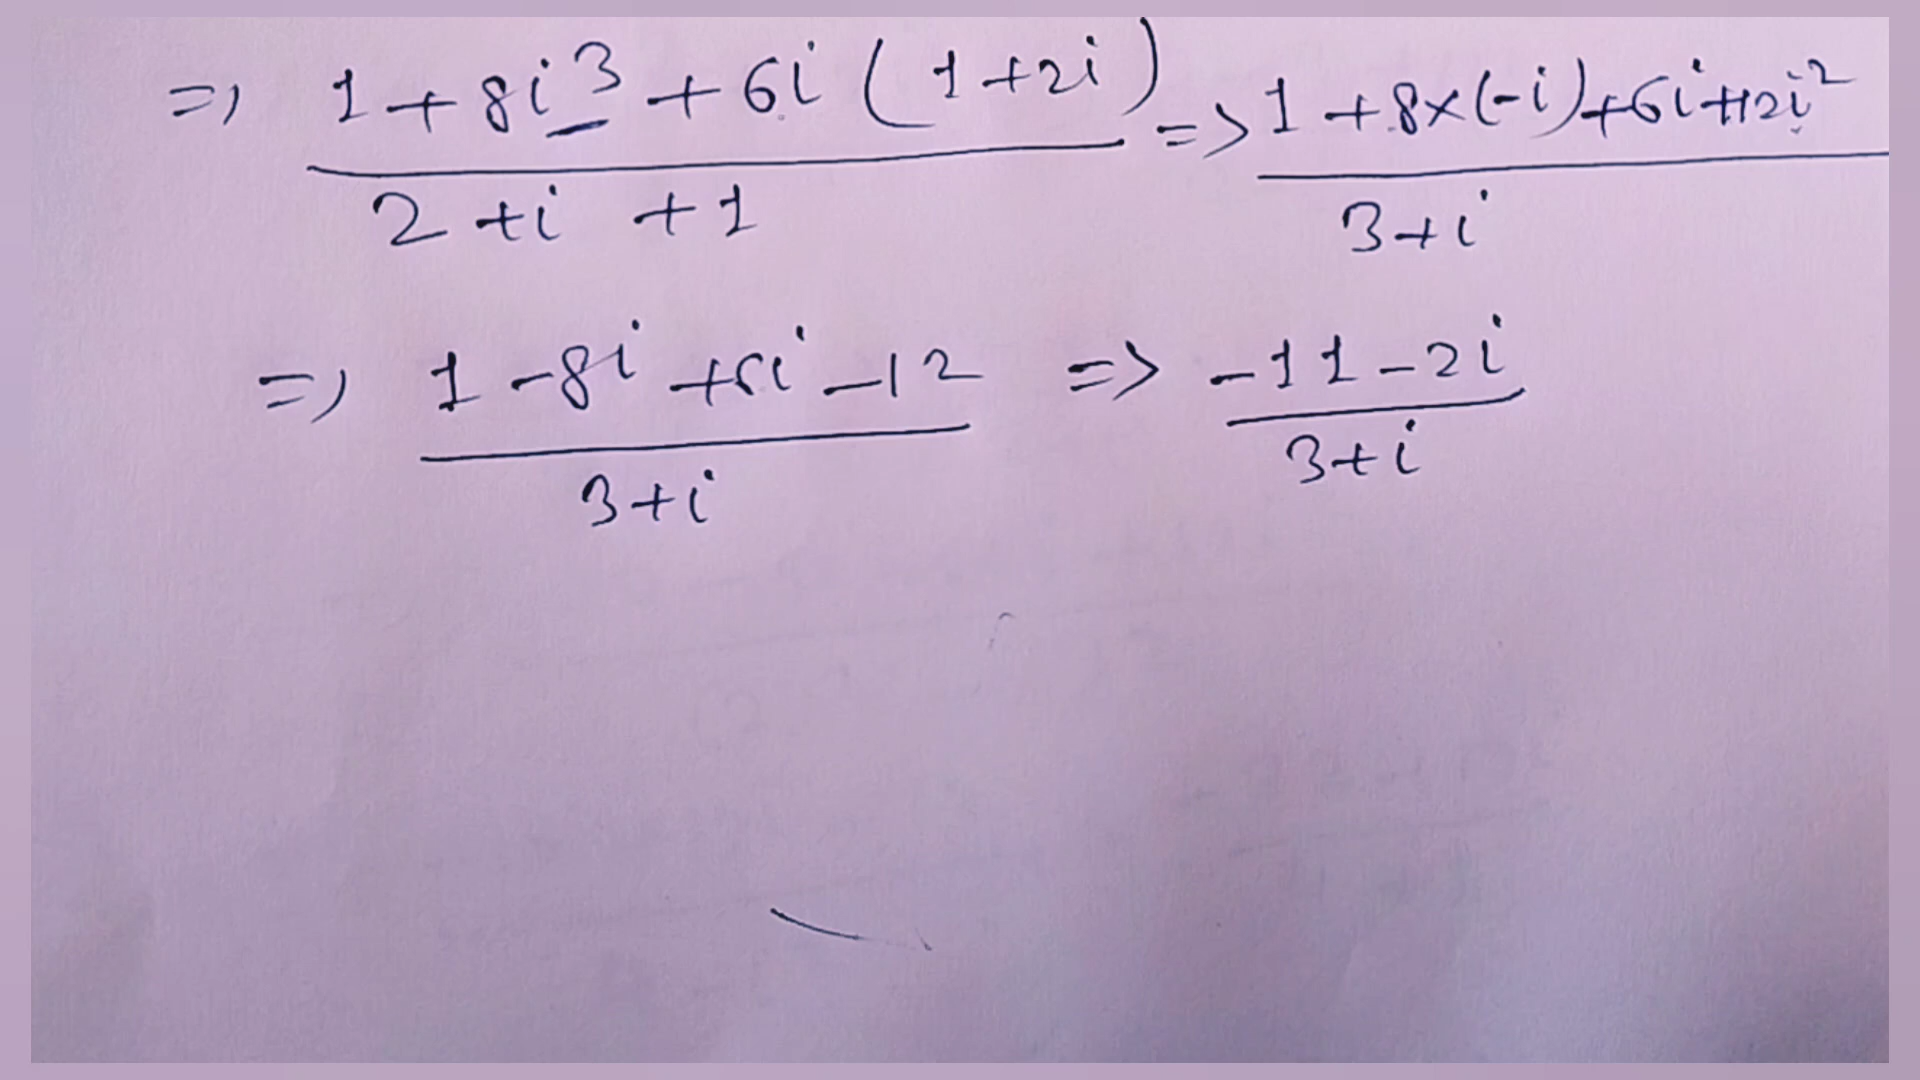 => 1 + 8i³ + 6i (1+2i) => 1 + 8×(-i)+6i+12i²
2 +i +1 3+i
=> 1 -8i +6i -12 => -11-2i
3+i 3+i